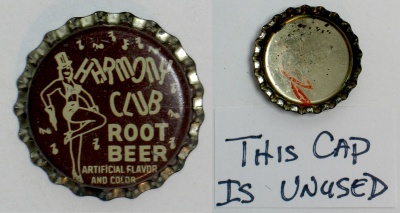 HARMONY
CLUB
ROOT
BEER
ARTIFICIAL FLAVOR
AND COLOR
THIS CAP
IS UNUSED